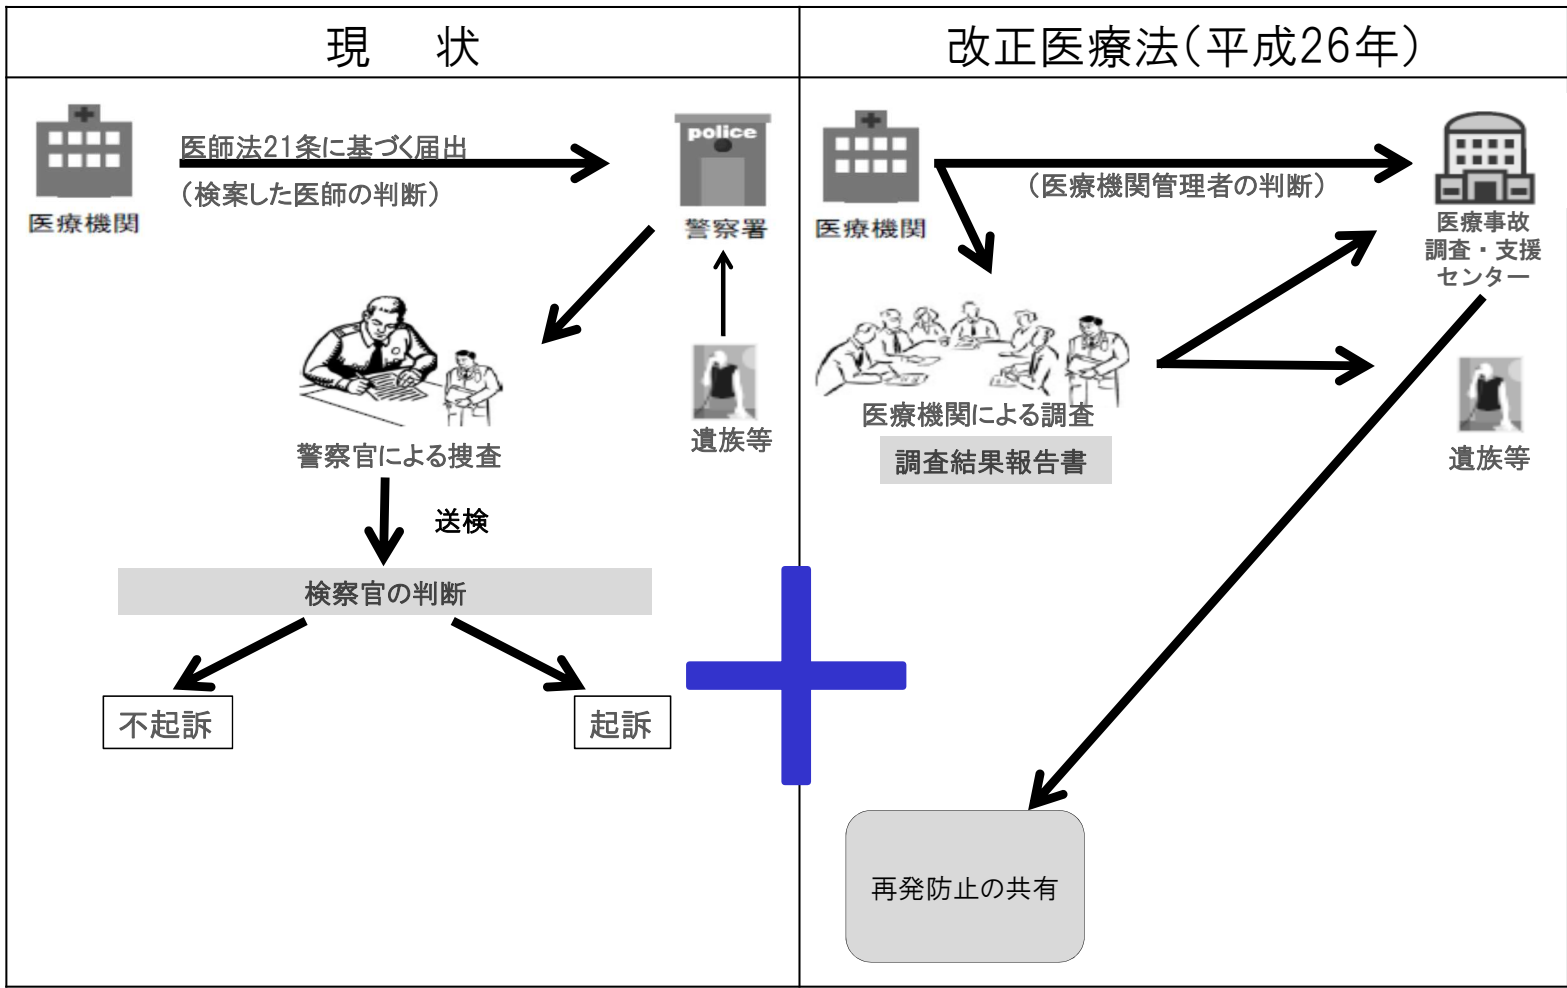 現 状
医師法21条に基づく届出
（検案した医師の判断）
police
医療機関
警察署
遺族等
警察官による捜査
送検
検察官の判断
不起訴
起訴
改正医療法（平成26年）
（医療機関管理者の判断）
医療機関
医療事故
調査・支援
センター
医療機関による調査
調査結果報告書
遺族等
再発防止の共有